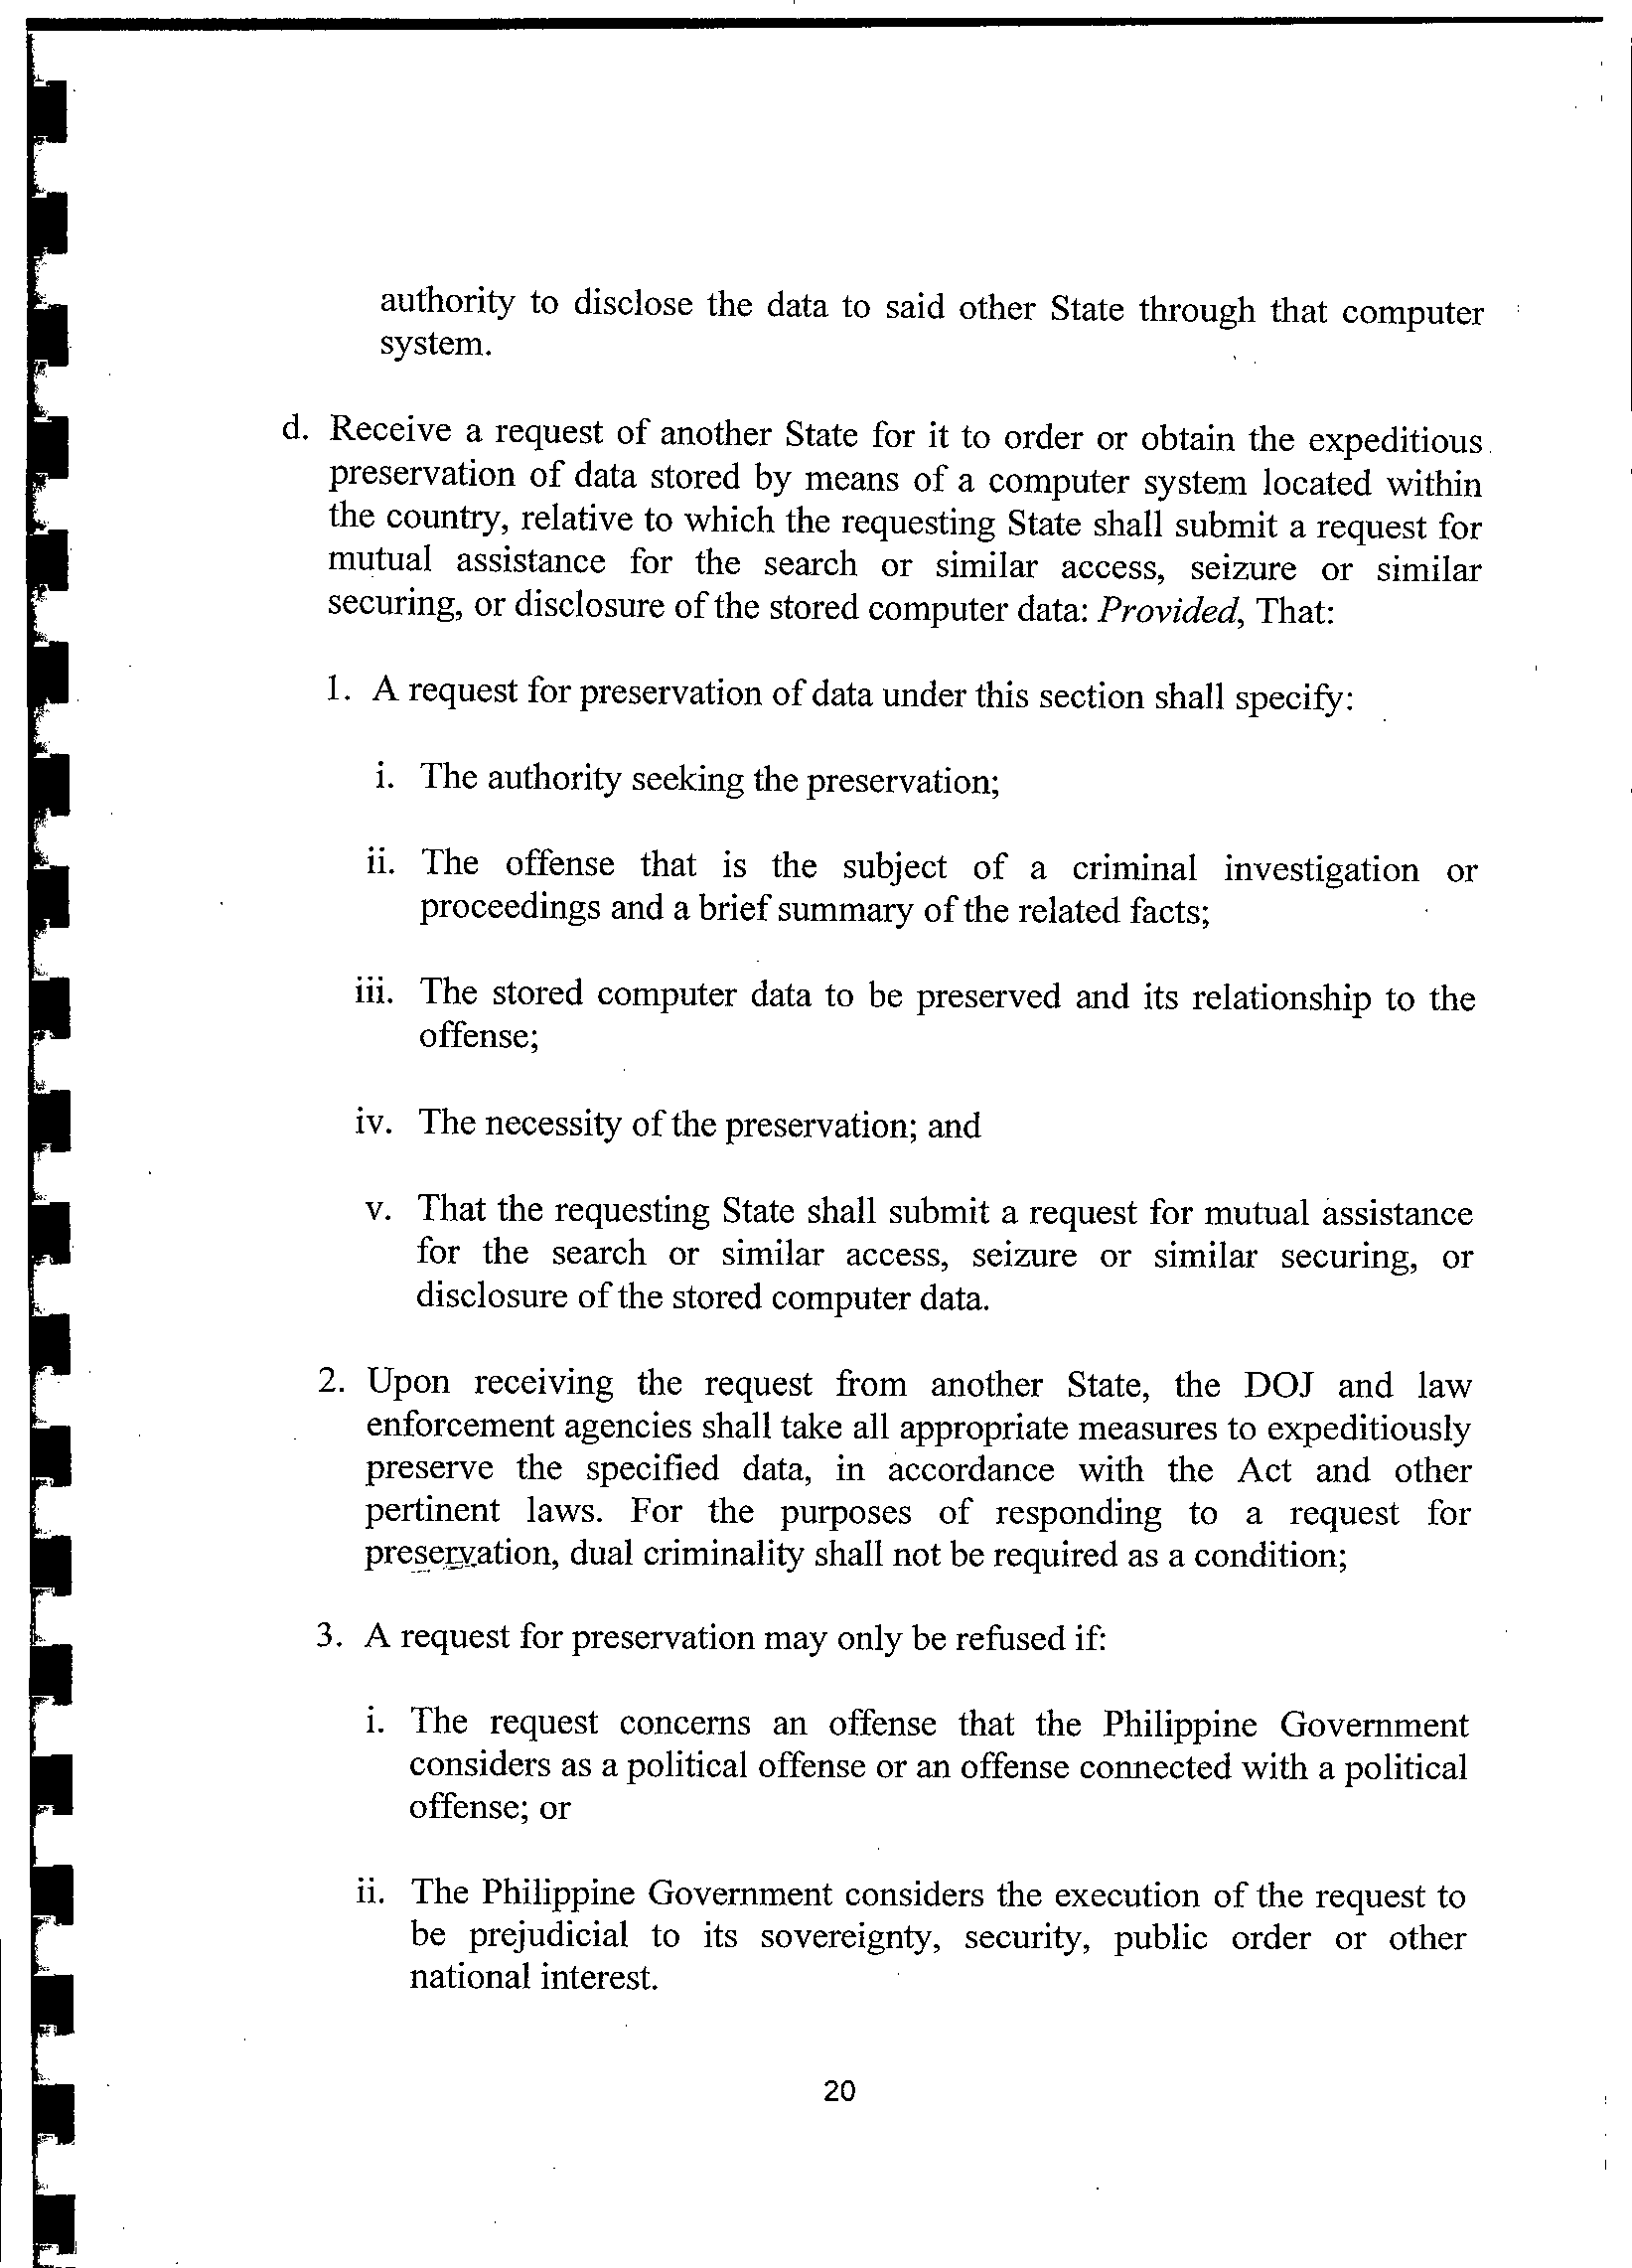 authority to disclose the data to said other State through that computer
system.
d. Receive a request of another State for it to order or obtain the expeditious
preservation of data stored by means of a computer system located within
the country, relative to which the requesting State shall submit a request for
mutual assistance for the search or similar access, seizure or similar
securing, or disclosure of the stored computer data: Provided, That:
1. A request for preservation of data under this section shall specify:
i. The authority seeking the preservation;
ii. The offense that is the subject of a criminal investigation or
proceedings and a brief summary of the related facts;
iii. The stored computer data to be preserved and its relationship to the
offense;
iv. The necessity of the preservation; and
v. That the requesting State shall submit a request for mutual assistance
for the search or similar access, seizure or similar securing, or
disclosure of the stored computer data.
2. Upon receiving the request from another State, the DOJ and law
enforcement agencies shall take all appropriate measures to expeditiously
preserve the specified data, in accordance with the Act and other
pertinent laws. For the purposes of responding to a request for
preservation, dual criminality shall not be required as a condition;
3. A request for preservation may only be refused if:
i. The request concerns an offense that the Philippine Government
considers as a political offense or an offense connected with a political
offense; or
ii. The Philippine Government considers the execution of the request to
be prejudicial to its sovereignty, security, public order or other
national interest.
20